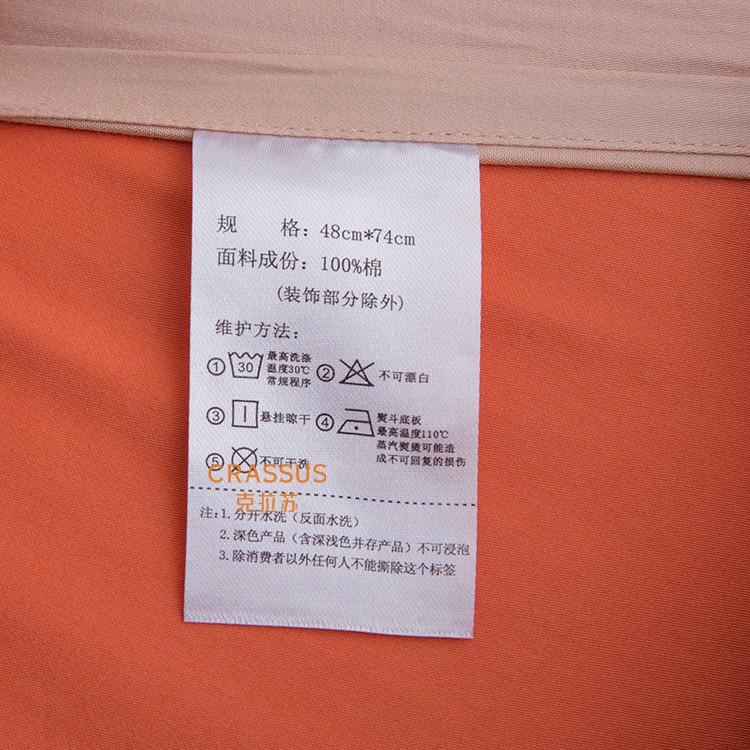 规 格: 48cm*74cm
面料成份: 100%棉
(装饰部分除外)
维护方法:
① 30 最高洗涤
温度30℃
常规程序
② 不可漂白
③ 悬挂晾干
④ 熨斗底板
最高温度110℃
蒸汽熨烫可能造
成不可回复的损伤
⑤ 不可干洗
CRASSUS
克拉苏
注:1.分开水洗(反面水洗)
2.深色产品(含深浅色并存产品)不可浸泡
3.除消费者以外任何人不能撕除这个标签